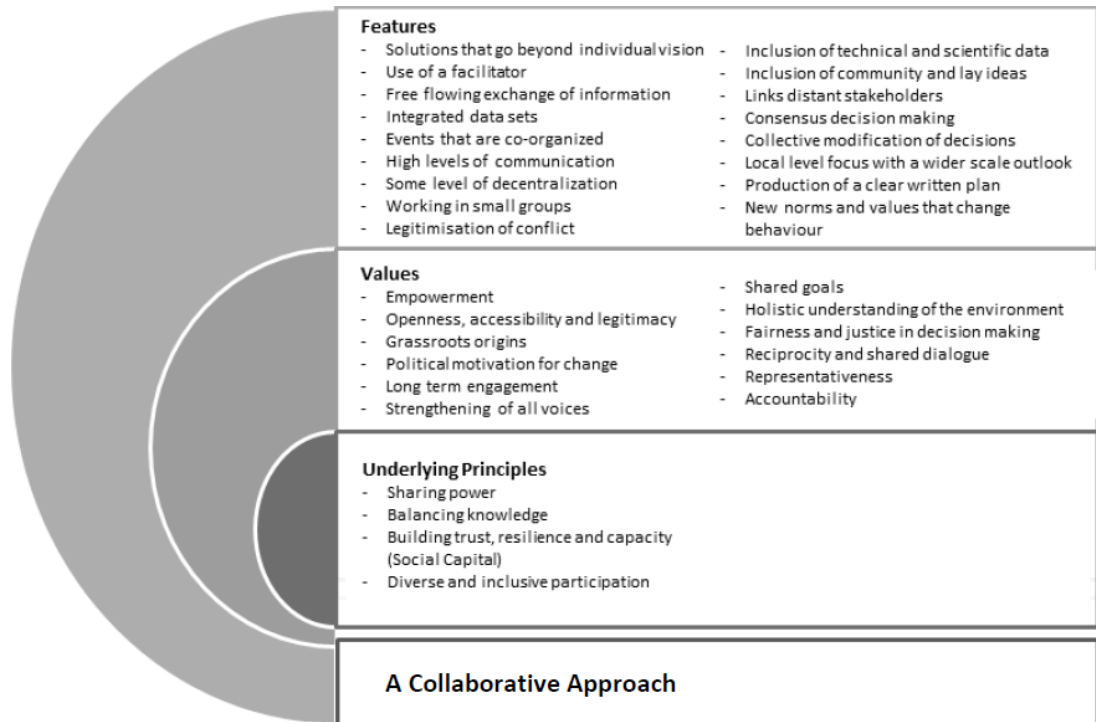 Features
- Solutions that go beyond individual vision
- Use of a facilitator
- Free flowing exchange of information
- Integrated data sets
- Events that are co-organized
- High levels of communication
- Some level of decentralization
- Working in small groups
- Legitimisation of conflict
- Inclusion of technical and scientific data
- Inclusion of community and lay ideas
- Links distant stakeholders
- Consensus decision making
- Collective modification of decisions
- Local level focus with a wider scale outlook
- Production of a clear written plan
- New norms and values that change
behaviour
Values
- Empowerment
- Openness, accessibility and legitimacy
- Grassroots origins
- Political motivation for change
- Long term engagement
- Strengthening of all voices
- Shared goals
- Holistic understanding of the environment
- Fairness and justice in decision making
- Reciprocity and shared dialogue
- Representativeness
- Accountability
Underlying Principles
- Sharing power
- Balancing knowledge
- Building trust, resilience and capacity
(Social Capital)
- Diverse and inclusive participation
A Collaborative Approach